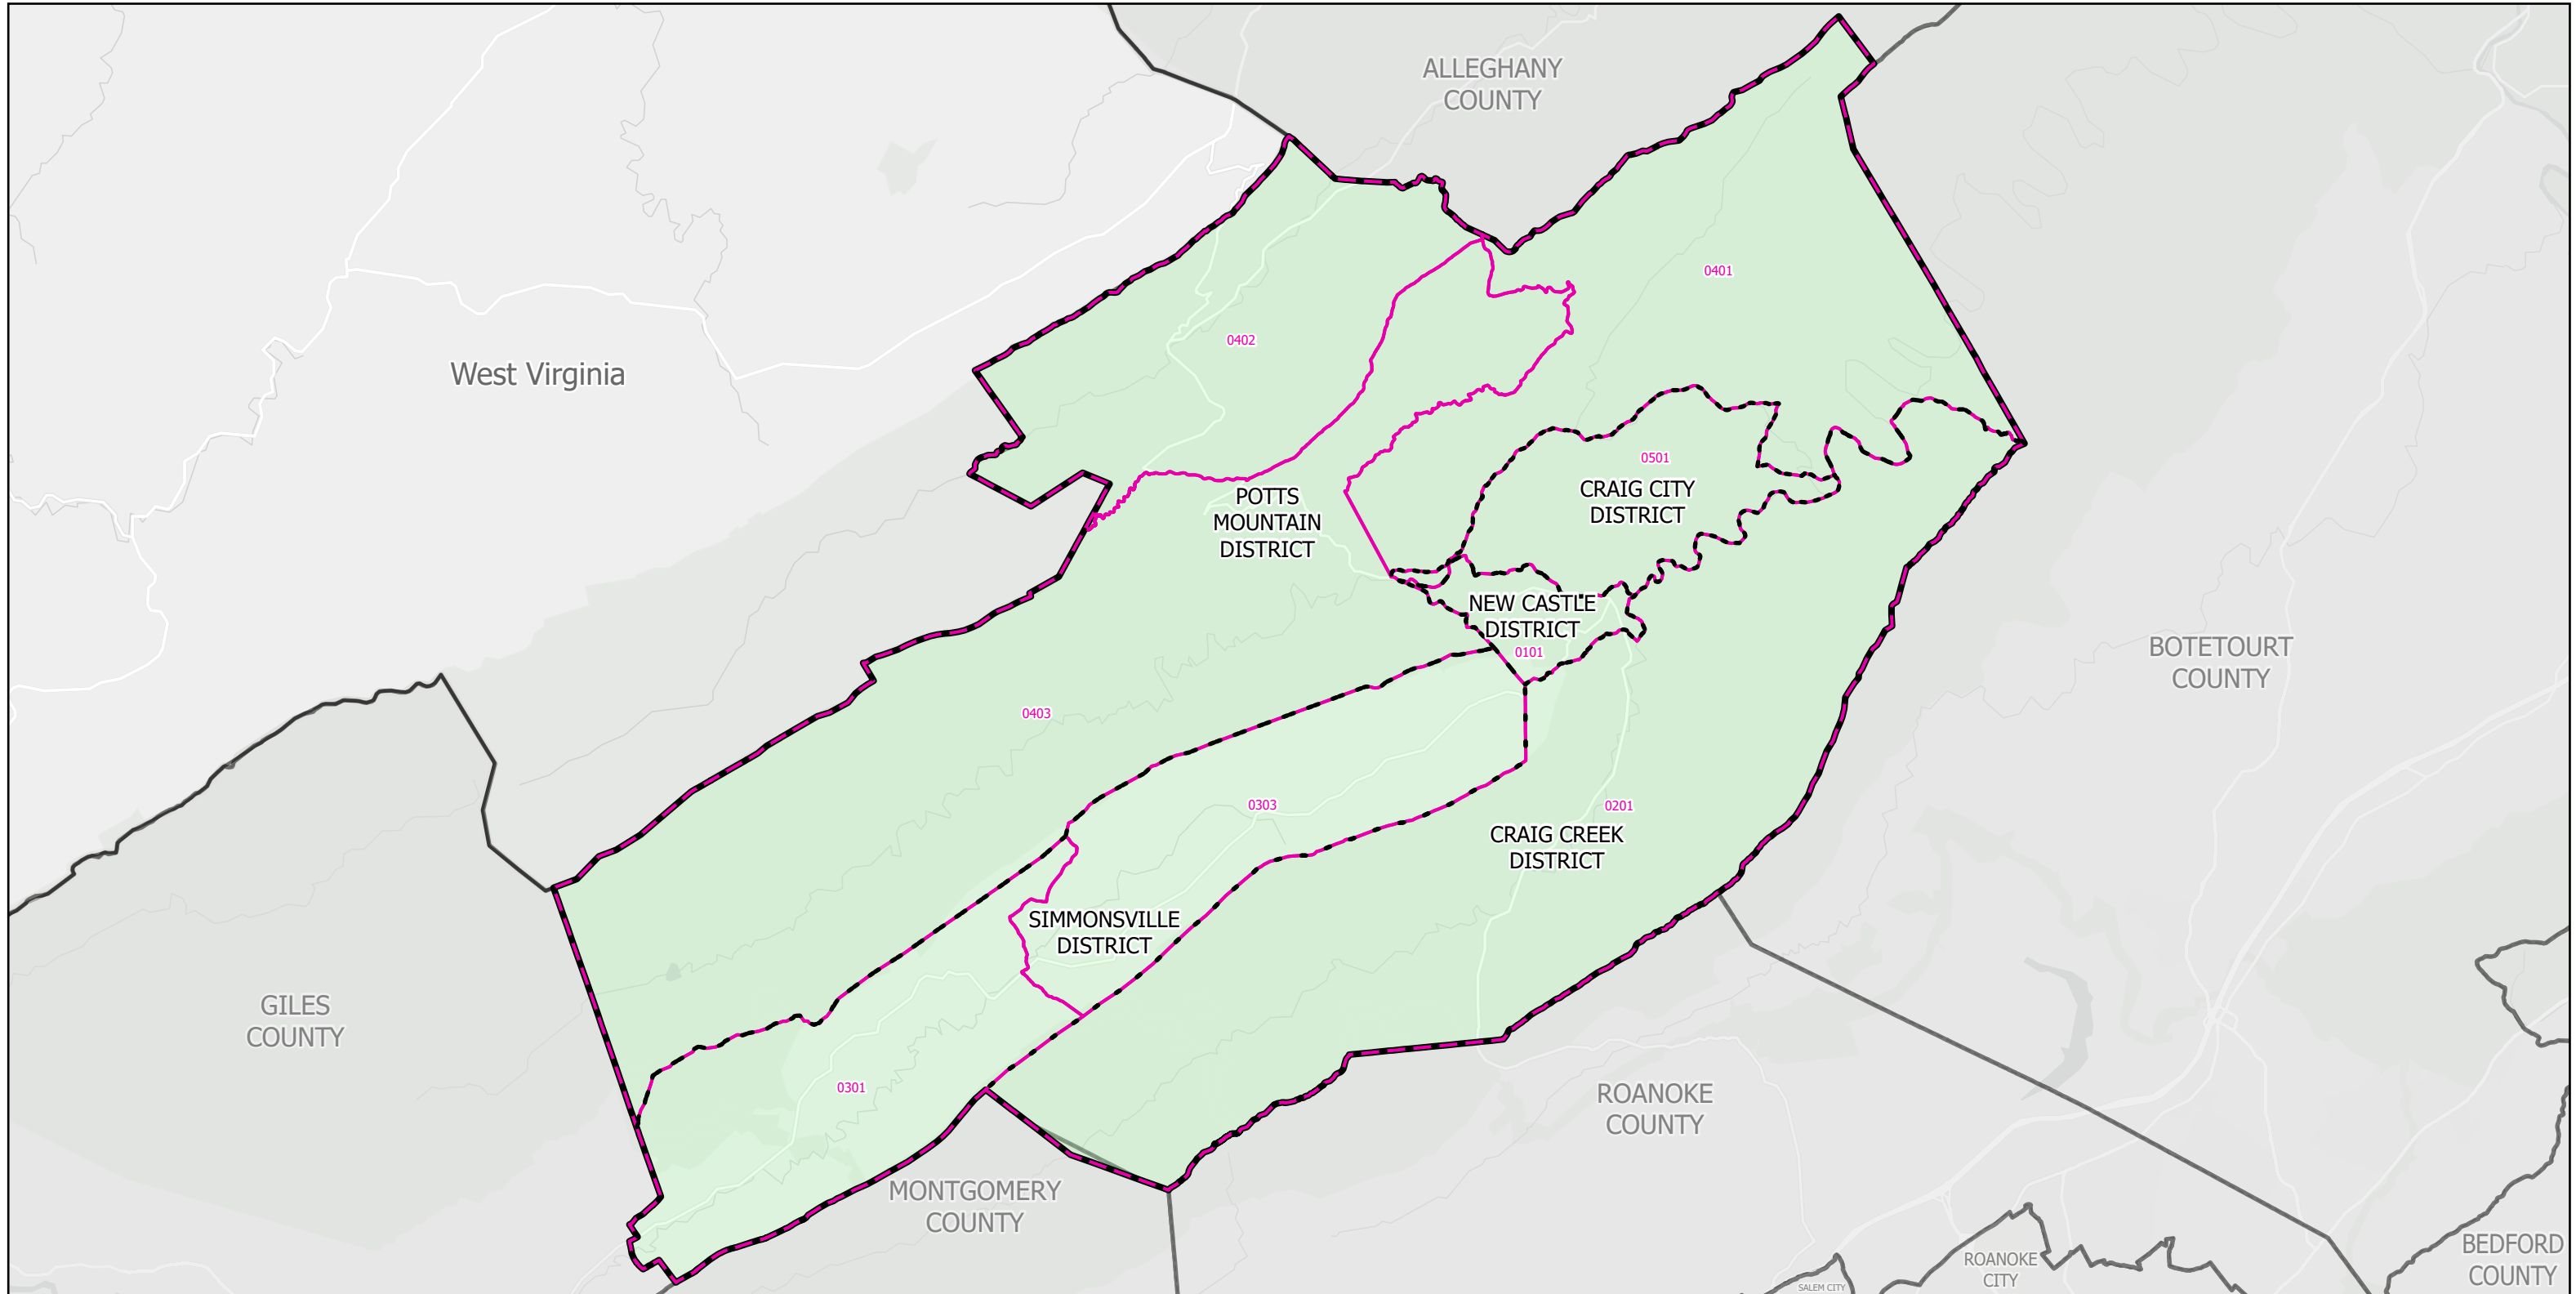 ALLEGHANY
COUNTY
0401
0402
West Virginia
0501
CRAIG CITY
DISTRICT
POTTS
MOUNTAIN
DISTRICT
NEW CASTLE
DISTRICT
0101
BOTETOURT
COUNTY
0403
0303
0201
CRAIG CREEK
DISTRICT
SIMMONSVILLE
DISTRICT
GILES
COUNTY
0301
ROANOKE
COUNTY
MONTGOMERY
COUNTY
BEDFORD
COUNTY
ROANOKE
CITY
SALEM CITY